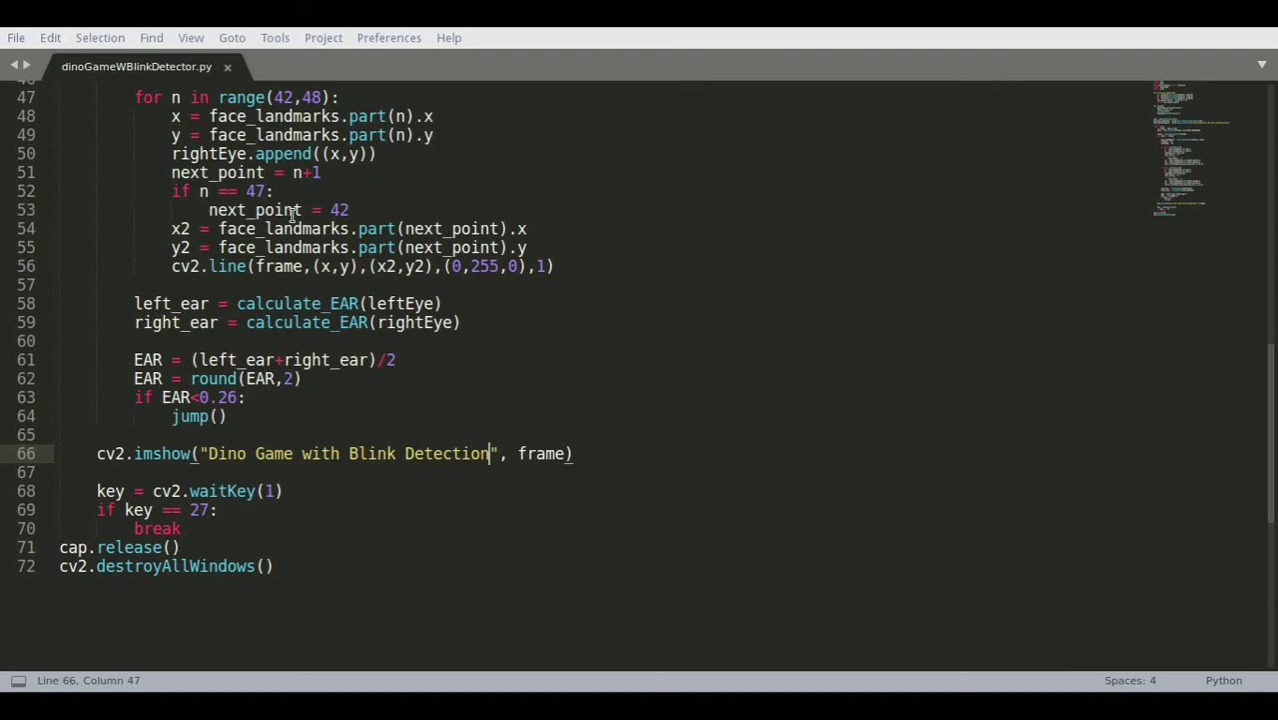 File Edit Selection Find View Goto Tools Project Preferences Help
dinoGameWBlinkDetector.py ×
47 for n in range(42,48):
48 x = face_landmarks.part(n).x
49 y = face_landmarks.part(n).y
50 rightEye.append((x,y))
51 next_point = n+1
52 if n == 47:
53 next_point = 42
54 x2 = face_landmarks.part(next_point).x
55 y2 = face_landmarks.part(next_point).y
56 cv2.line(frame,(x,y),(x2,y2),(0,255,0),1)
57
58 left_ear = calculate_EAR(leftEye)
59 right_ear = calculate_EAR(rightEye)
60
61 EAR = (left_ear+right_ear)/2
62 EAR = round(EAR,2)
63 if EAR<0.26:
64 jump()
65
66 cv2.imshow("Dino Game with Blink Detection", frame)
67
68 key = cv2.waitKey(1)
69 if key == 27:
70 break
71 cap.release()
72 cv2.destroyAllWindows()
Line 66, Column 47 Spaces: 4 Python